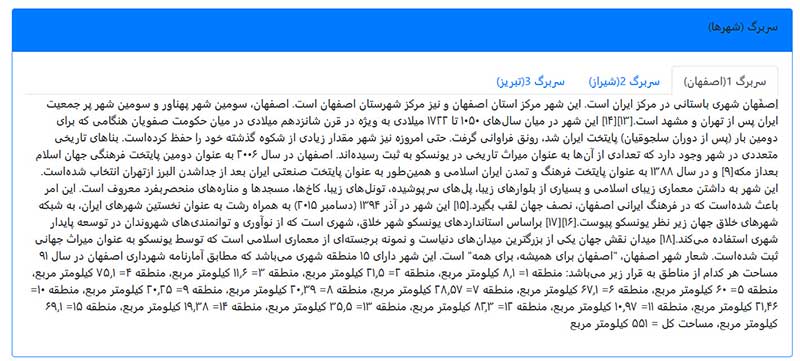 سربرگ (شهرها)
سربرگ 1(اصفهان)
سربرگ 2(شیراز)
سربرگ 3(تبریز)
اِصفَهان شهری باستانی در مرکز ایران است. این شهر مرکز استان اصفهان و نیز مرکز شهرستان اصفهان است. اصفهان، سومین شهر پهناور و سومین شهر پر جمعیت
ایران پس از تهران و مشهد است.[۱۳][۱۴] این شهر در میان سال‌های ۱۰۵۰ تا ۱۷۲۲ میلادی به ویژه در قرن شانزدهم میلادی در میان حکومت صفویان هنگامی که برای
دومین بار (پس از دوران سلجوقیان) پایتخت ایران شد، رونق فراوانی گرفت. حتی امروزه نیز شهر مقدار زیادی از شکوه گذشته خود را حفظ کرده‌است. بناهای تاریخی
متعددی در شهر وجود دارد که تعدادی از آن‌ها به عنوان میراث تاریخی در یونسکو به ثبت رسیده‌اند. اصفهان در سال ۲۰۰۶ به عنوان دومین پایتخت فرهنگی جهان اسلام
بعداز مکه[۹] و در سال ۱۳۸۸ به عنوان پایتخت فرهنگ و تمدن ایران اسلامی و همین‌طور به عنوان پایتخت صنعتی ایران بعد از جداشدن البرز ازتهران انتخاب شده‌است.
این شهر به داشتن معماری زیبای اسلامی و بسیاری از بلوارهای زیبا، پل‌های سرپوشیده، تونل‌های زیبا، کاخ‌ها، مسجدها و مناره‌های منحصربفرد معروف است. این امر
باعث شده‌است که در فرهنگ ایرانی اصفهان، نصف جهان لقب بگیرد.[۱۵] این شهر در آذر ۱۳۹۴ (دسامبر ۲۰۱۵) به همراه رشت به عنوان نخستین شهرهای ایران، به شبکه
شهرهای خلاق جهان زیر نظر یونسکو پیوست.[۱۶][۱۷] براساس استانداردهای یونسکو شهر خلاق، شهری است که از نوآوری و توانمندی‌های شهروندان در توسعه پایدار
شهری استفاده می‌کند.[۱۸] میدان نقش جهان یکی از بزرگترین میدان‌های دنیاست و نمونه برجسته‌ای از معماری اسلامی است که توسط یونسکو به عنوان میراث جهانی
ثبت شده‌است. شعار شهر اصفهان، "اصفهان برای همیشه، برای همه" است. این شهر دارای ۱۵ منطقه شهری می‌باشد که مطابق آمارنامه شهرداری اصفهان در سال ۹۱
مساحت هر کدام از مناطق به قرار زیر می‌باشد: منطقه ۱= ۸٫۱ کیلومتر مربع، منطقه ۲= ۲۱٫۵ کیلومتر مربع، منطقه ۳= ۱۱٫۶ کیلومتر مربع، منطقه ۴= ۷۵٫۱ کیلومتر مربع،
منطقه ۵= ۶۰ کیلومتر مربع، منطقه ۶= ۶۷٫۱ کیلومتر مربع، منطقه ۷= ۲۸٫۵۷ کیلومتر مربع، منطقه ۸= ۲۰٫۳۹ کیلومتر مربع، منطقه ۹= ۲۰٫۲۵ کیلومتر مربع، منطقه ۱۰=
۲۱٫۴۶ کیلومتر مربع، منطقه ۱۱= ۱۰٫۹۷ کیلومتر مربع، منطقه ۱۲= ۸۲٫۳ کیلومتر مربع، منطقه ۱۳= ۳۵٫۵ کیلومتر مربع، منطقه ۱۴= ۱۹٫۳۸ کیلومتر مربع، منطقه ۱۵= ۶۹٫۱
کیلومتر مربع، مساحت کل = ۵۵۱ کیلومتر مربع